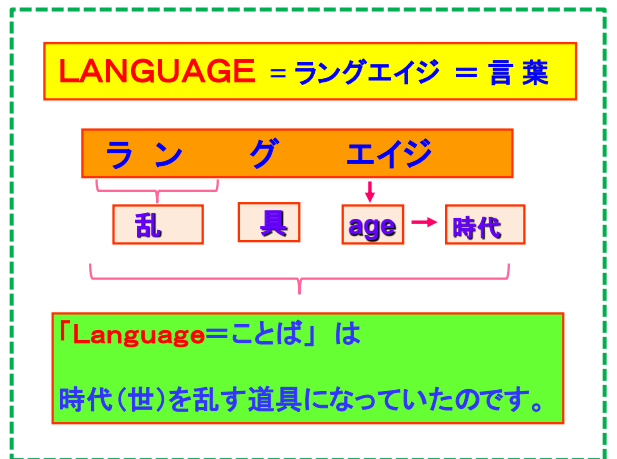 LANGUAGE = ラングエイジ = 言 葉
ラ ン グ エイジ
乱 具 age → 時代
「Language=ことば」 は
時代(世)を乱す道具になっていたのです。